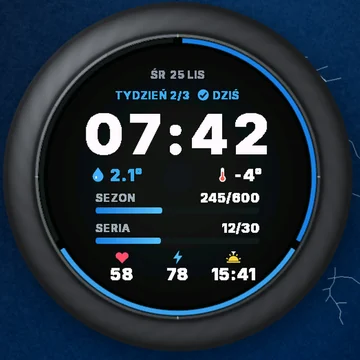 ŚR 25 LIS
TYDZIEŃ 2/3 DZIŚ
07:42
2.1° -4°
SEZON 245/600
SERIA 12/30
58 78 15:41